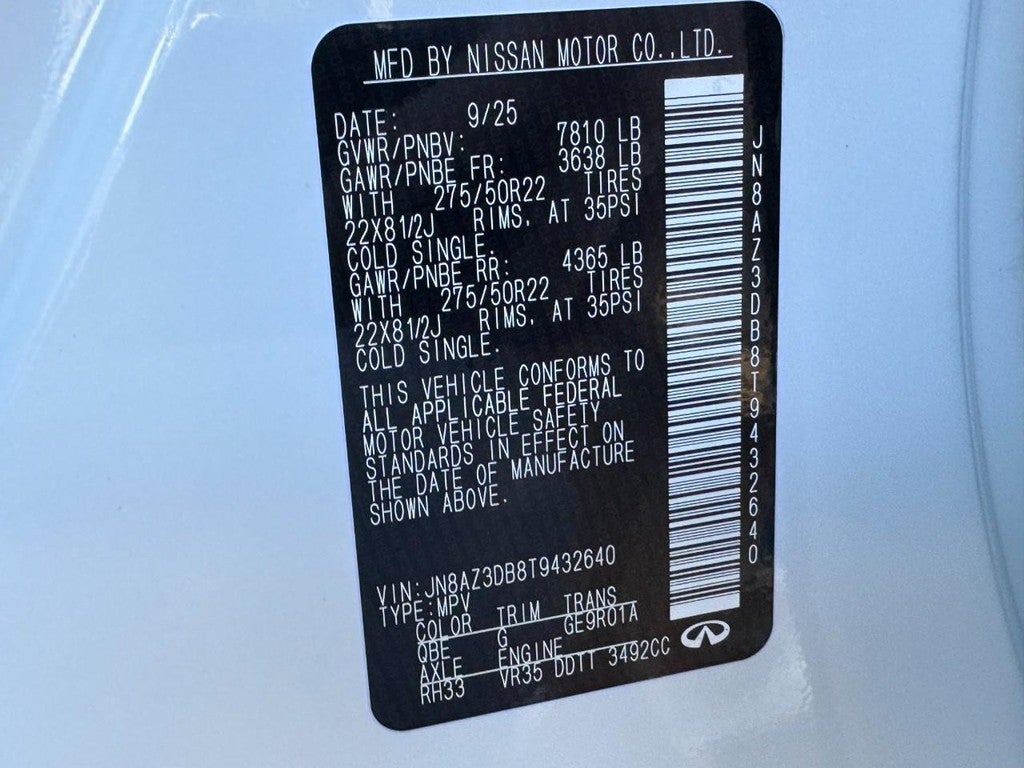 MFD BY NISSAN MOTOR CO.,LTD.
DATE: 9/25
GVWR/PNBV: 7810 LB
GAWR/PNBE FR: 3638 LB
WITH 275/50R22 TIRES
22X8 1/2J RIMS, AT 35PSI
COLD SINGLE.
GAWR/PNBE RR: 4365 LB
WITH 275/50R22 TIRES
22X8 1/2J RIMS, AT 35PSI
COLD SINGLE.
THIS VEHICLE CONFORMS TO
ALL APPLICABLE FEDERAL
MOTOR VEHICLE SAFETY
STANDARDS IN EFFECT ON
THE DATE OF MANUFACTURE
SHOWN ABOVE.
VIN:JN8AZ3DB8T9432640
TYPE:MPV
COLOR TRIM TRANS
QBE G GE9R01A
AXLE ENGINE
RH33 VR35 DDTT 3492CC
JN8AZ3DB8T9432640